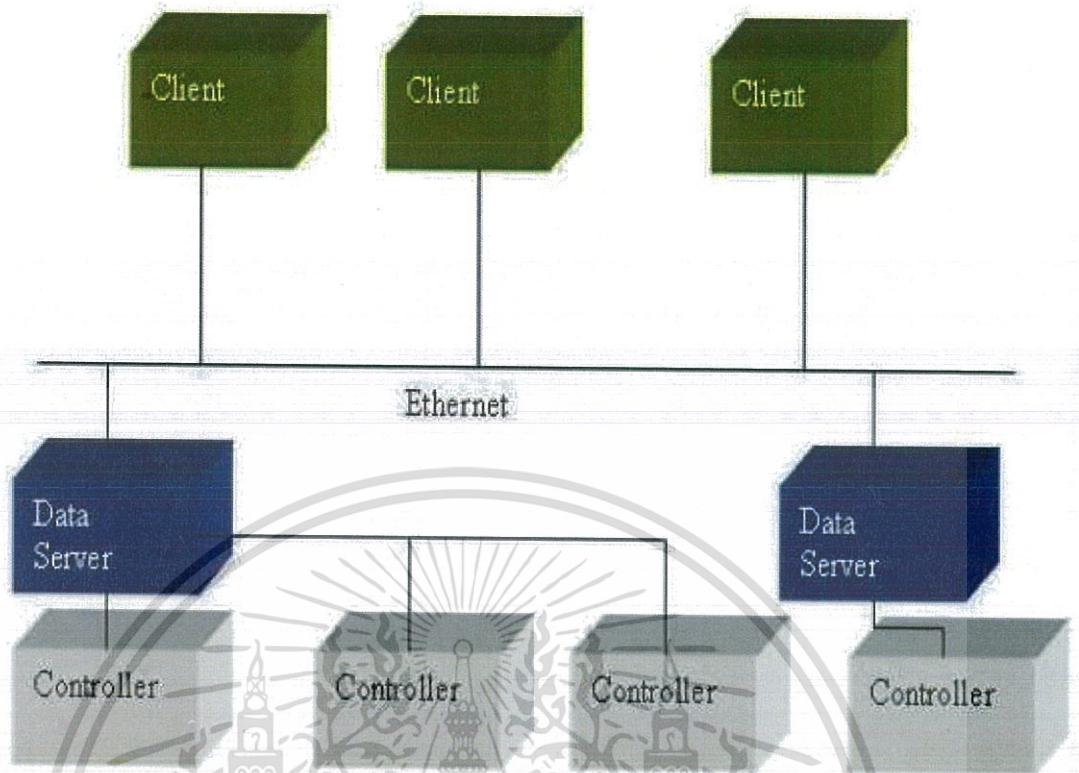 Client
Client
Client
Ethernet
Data
Server
Data
Server
Controller
Controller
Controller
Controller